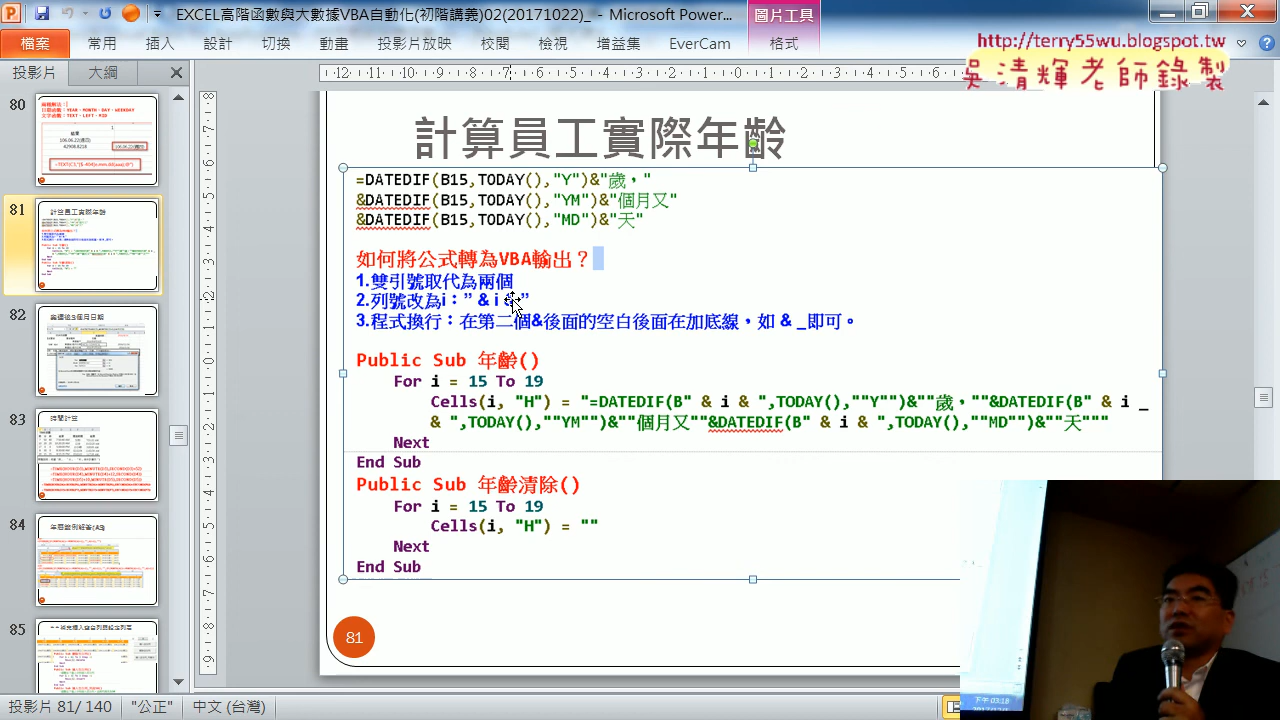 EXCEL高階函數與大數據VBA自動化(初階講義)02(20171022)_ - Microsoft Power...
圖片工具
檔案
常用
插入
設計
切換
動畫
投影片放映
校閱
檢視
增益集
EverCam
格式
http://terry55wu.blogspot.tw
吳清輝老師錄製
投影片
大綱
80
81
82
83
84
85
計算員工實際年齡
=DATEDIF(B15,TODAY(),"Y")&"歲，"
&DATEDIF(B15,TODAY(),"YM")&"個月又"
&DATEDIF(B15,TODAY(),"MD")&"天"
如何將公式轉為VBA輸出？
1.雙引號取代為兩個
2.列號改為i：” & i & ”
3.程式換行：在第二個&後面的空白後面在加底線，如 & _即可。
Public Sub 年齡()
For i = 15 To 19
Cells(i, "H") = "=DATEDIF(B" & i & ",TODAY(),""Y"")&""歲，""&DATEDIF(B" & i _
& ",TODAY(),""YM"")&""個月又""&DATEDIF(B" & i & ",TODAY(),""MD"")&""天"""
Next
End Sub
Public Sub 年齡清除()
For i = 15 To 19
Cells(i, "H") = ""
Next
End Sub
81
投影片 81/ 140
"公正"
中文 (台灣)
下午 03:18